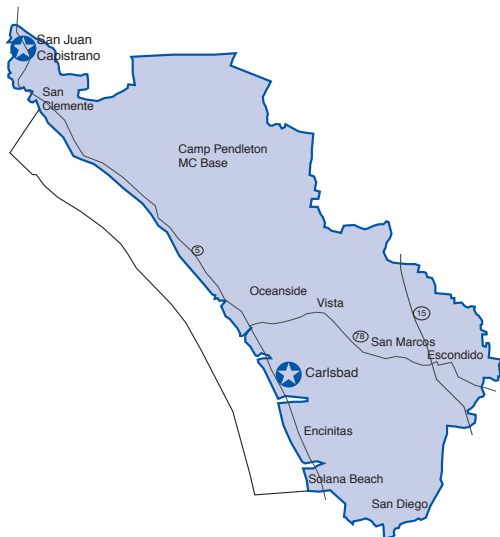 San Juan
Capistrano
San
Clemente
Camp Pendleton
MC Base
5
Oceanside
Vista
15
78
San Marcos
Escondido
Carlsbad
Encinitas
Solana Beach
San Diego